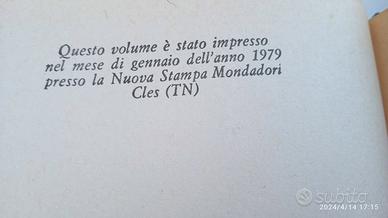 Questo volume è stato impresso
nel mese di gennaio dell'anno 1979
presso la Nuova Stampa Mondadori
Cles (TN)
subito
2024/4/14 17:15